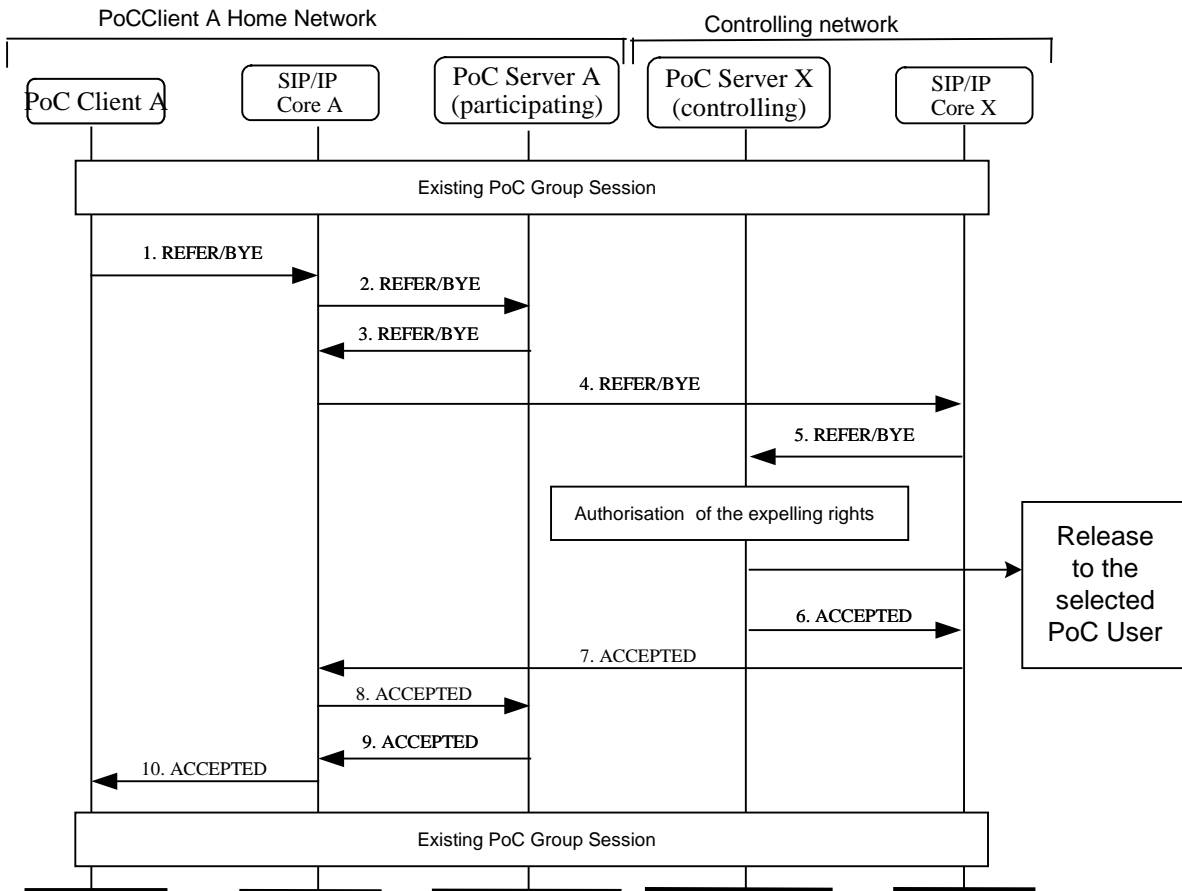 PoCClient A Home Network
Controlling network
PoC Client A
SIP/IP
Core A
PoC Server A
(participating)
PoC Server X
(controlling)
SIP/IP
Core X
Existing PoC Group Session
1. REFER/BYE
2. REFER/BYE
3. REFER/BYE
4. REFER/BYE
5. REFER/BYE
Authorisation of the expelling rights
Release
to the
selected
PoC User
6. ACCEPTED
7. ACCEPTED
8. ACCEPTED
9. ACCEPTED
10. ACCEPTED
Existing PoC Group Session